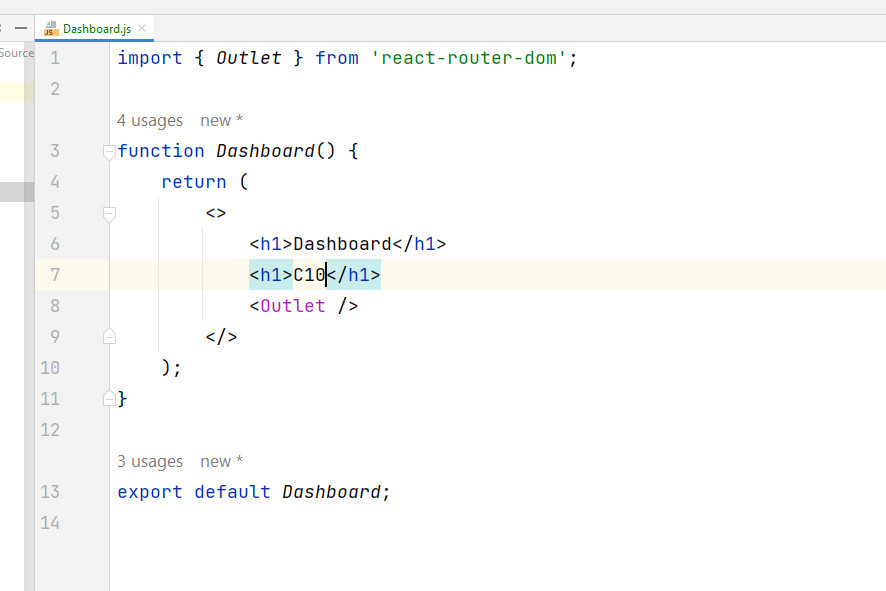 Dashboard.js
Source
1 import { Outlet } from 'react-router-dom';
2
4 usages new *
3 function Dashboard() {
4 return (
5 <>
6 <h1>Dashboard</h1>
7 <h1>C10</h1>
8 <Outlet />
9 </>
10 );
11 }
12
3 usages new *
13 export default Dashboard;
14